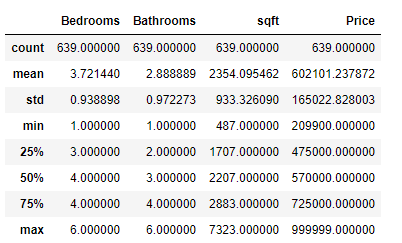 Bedrooms Bathrooms sqft Price
count 639.000000 639.000000 639.000000 639.000000
mean 3.721440 2.888889 2354.095462 602101.237872
std 0.938898 0.972273 933.326090 165022.828003
min 1.000000 1.000000 487.000000 209900.000000
25% 3.000000 2.000000 1707.000000 475000.000000
50% 4.000000 3.000000 2207.000000 570000.000000
75% 4.000000 4.000000 2883.000000 725000.000000
max 6.000000 6.000000 7323.000000 999999.000000